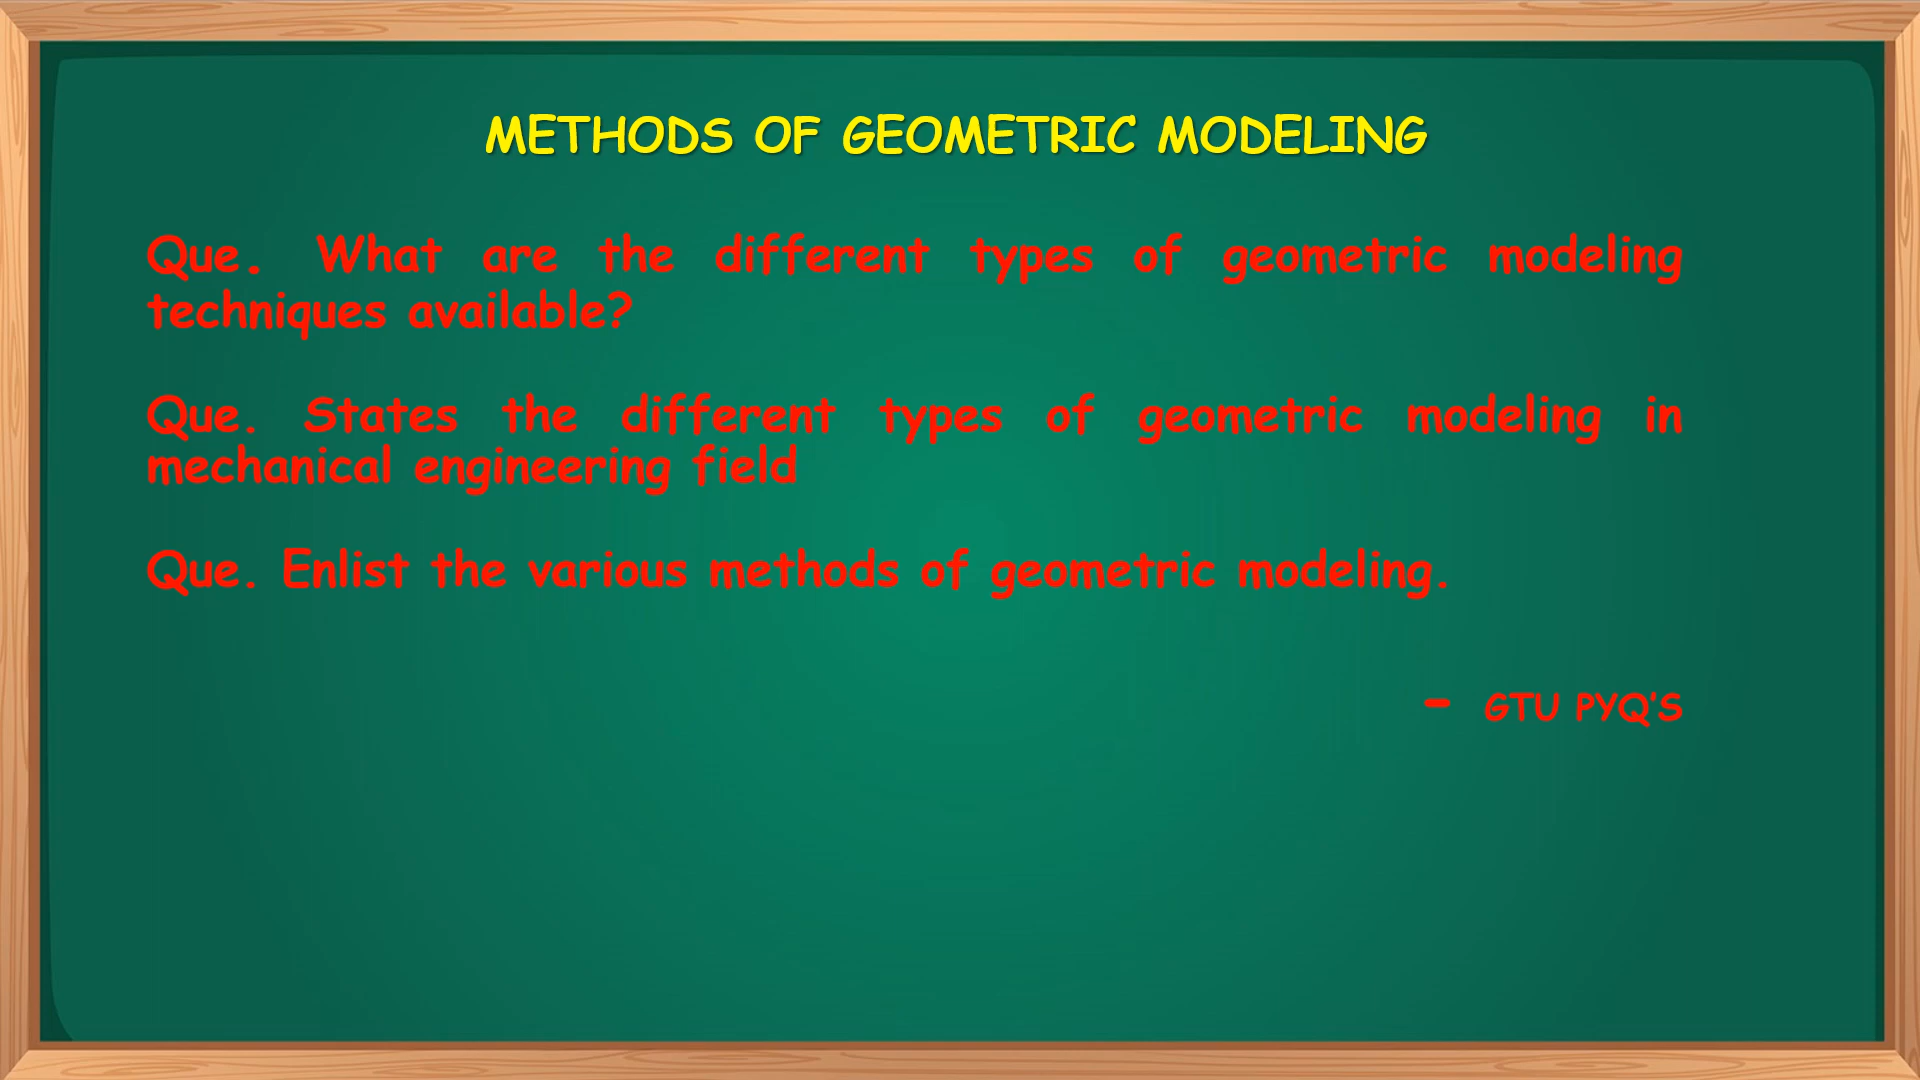 METHODS OF GEOMETRIC MODELING
Que. What are the different types of geometric modeling
techniques available?
Que. States the different types of geometric modeling in
mechanical engineering field
Que. Enlist the various methods of geometric modeling.
- GTU PYQ'S